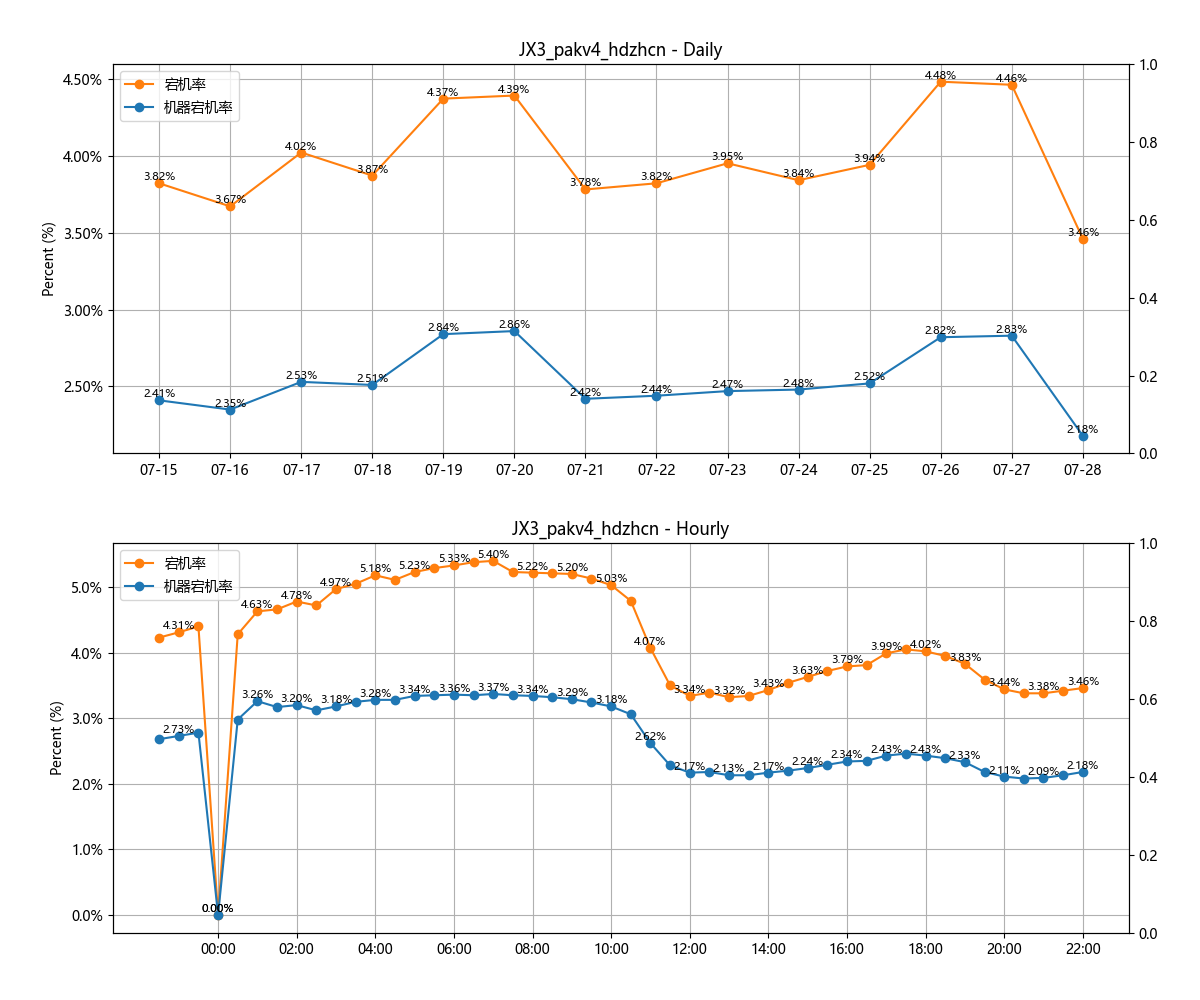 JX3_pakv4_hdzhcn - Daily
宕机率
机器宕机率
Percent (%)
4.50%
4.00%
3.50%
3.00%
2.50%
1.0
0.8
0.6
0.4
0.2
0.0
3.82% 3.67% 4.02% 3.87% 4.37% 4.39% 3.78% 3.82% 3.95% 3.84% 3.94% 4.48% 4.46% 3.46%
2.41% 2.35% 2.53% 2.51% 2.84% 2.86% 2.42% 2.44% 2.47% 2.48% 2.52% 2.82% 2.83% 2.18%
07-15 07-16 07-17 07-18 07-19 07-20 07-21 07-22 07-23 07-24 07-25 07-26 07-27 07-28
JX3_pakv4_hdzhcn - Hourly
宕机率
机器宕机率
Percent (%)
5.0%
4.0%
3.0%
2.0%
1.0%
0.0%
1.0
0.8
0.6
0.4
0.2
0.0
4.31% 0.00% 4.63% 4.78% 4.97% 5.18% 5.23% 5.33% 5.40% 5.22% 5.20% 5.03% 4.07% 3.34% 3.32% 3.43% 3.63% 3.79% 3.99% 4.02% 3.83% 3.44% 3.38% 3.46%
2.73% 0.00% 3.26% 3.20% 3.18% 3.28% 3.34% 3.36% 3.37% 3.34% 3.29% 3.18% 2.62% 2.17% 2.13% 2.17% 2.24% 2.34% 2.43% 2.43% 2.33% 2.11% 2.09% 2.18%
00:00 02:00 04:00 06:00 08:00 10:00 12:00 14:00 16:00 18:00 20:00 22:00